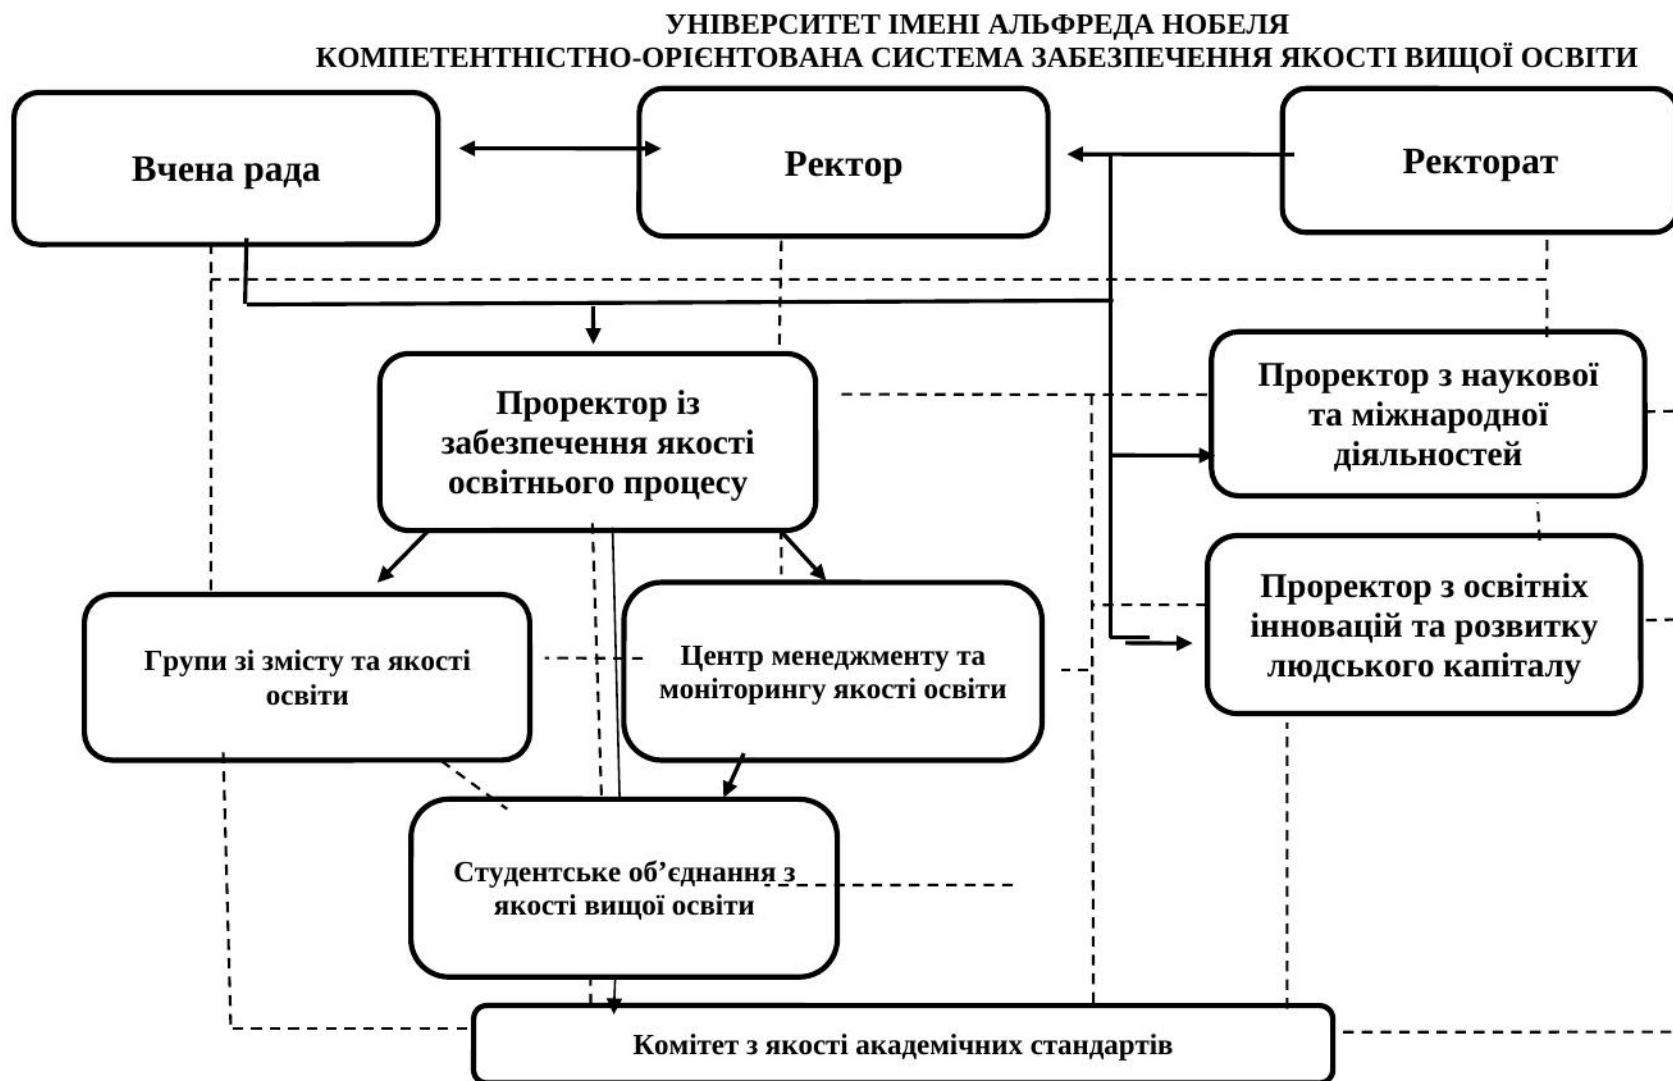 УНІВЕРСИТЕТ ІМЕНІ АЛЬФРЕДА НОБЕЛЯ
КОМПЕТЕНТНІСТНО-ОРІЄНТОВАНА СИСТЕМА ЗАБЕЗПЕЧЕННЯ ЯКОСТІ ВИЩОЇ ОСВІТИ
Вчена рада
Ректор
Ректорат
Проректор із
забезпечення якості
освітнього процесу
Проректор з наукової
та міжнародної
діяльностей
Групи зі змісту та якості
освіти
Центр менеджменту та
моніторингу якості освіти
Проректор з освітніх
інновацій та розвитку
людського капіталу
Студентське об’єднання з
якості вищої освіти
Комітет з якості академічних стандартів